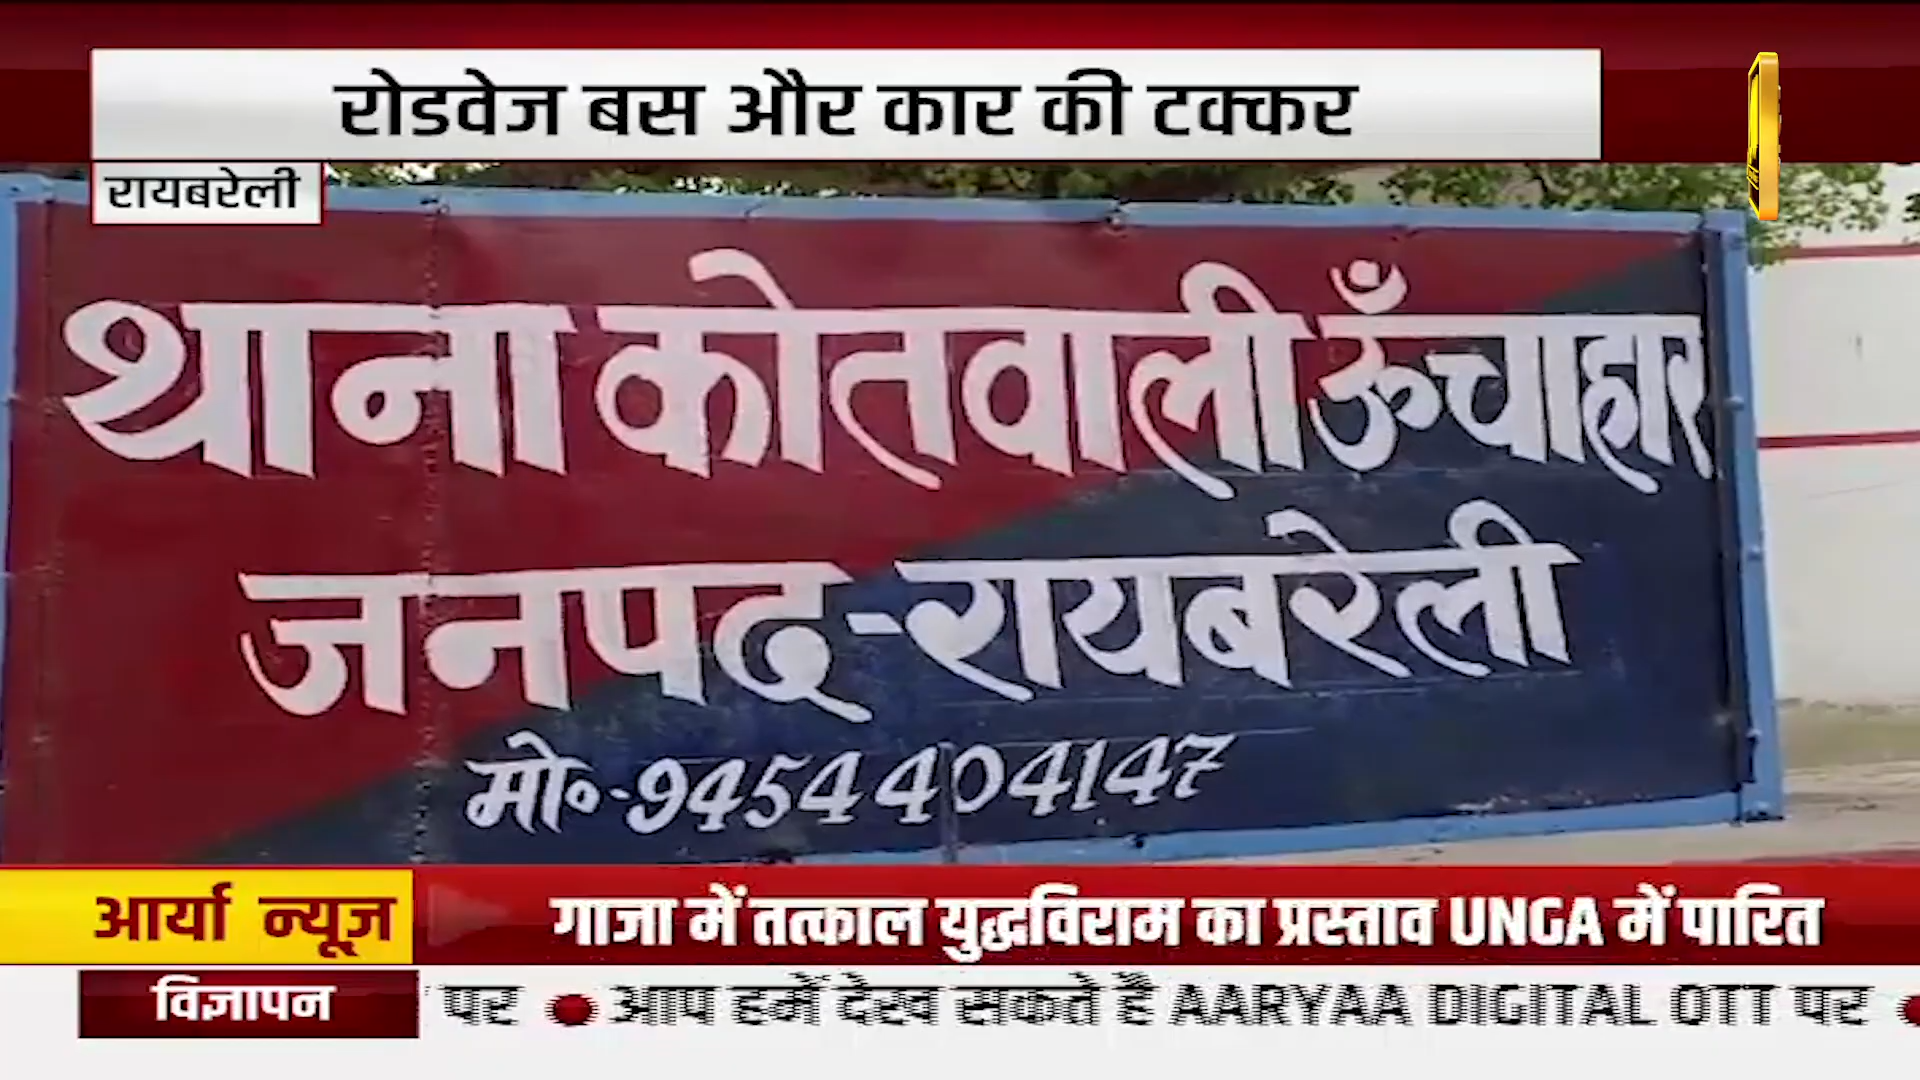 रोडवेज बस और कार की टक्कर
रायबरेली
थाना कोतवाली ऊँचाहार
जनपद-रायबरेली
मो॰-9454404147
आर्या न्यूज़
गाजा में तत्काल युद्धविराम का प्रस्ताव UNGA में पारित
विज्ञापन
पर • आप हमें देख सकते हैं AARYAA DIGITAL OTT पर •